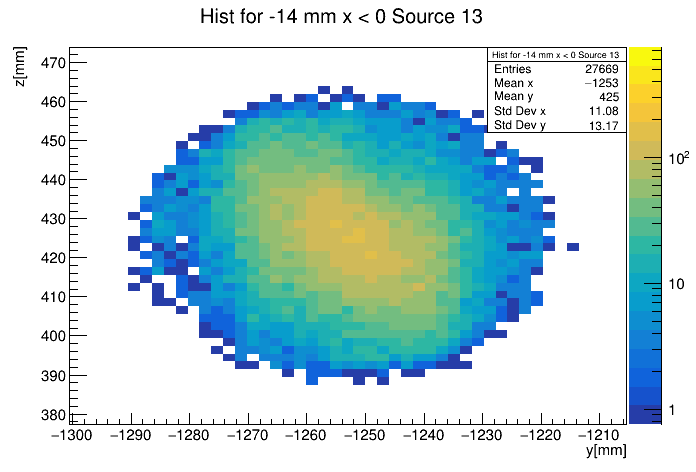 Hist for -14 mm x < 0 Source 13
z[mm]
Hist for -14 mm x < 0 Source 13
Entries 27669
Mean x −1253
Mean y 425
Std Dev x 11.08
Std Dev y 13.17
470
460
450
440
430
420
410
400
390
380
10²
10
1
−1300 −1290 −1280 −1270 −1260 −1250 −1240 −1230 −1220 −1210
y[mm]